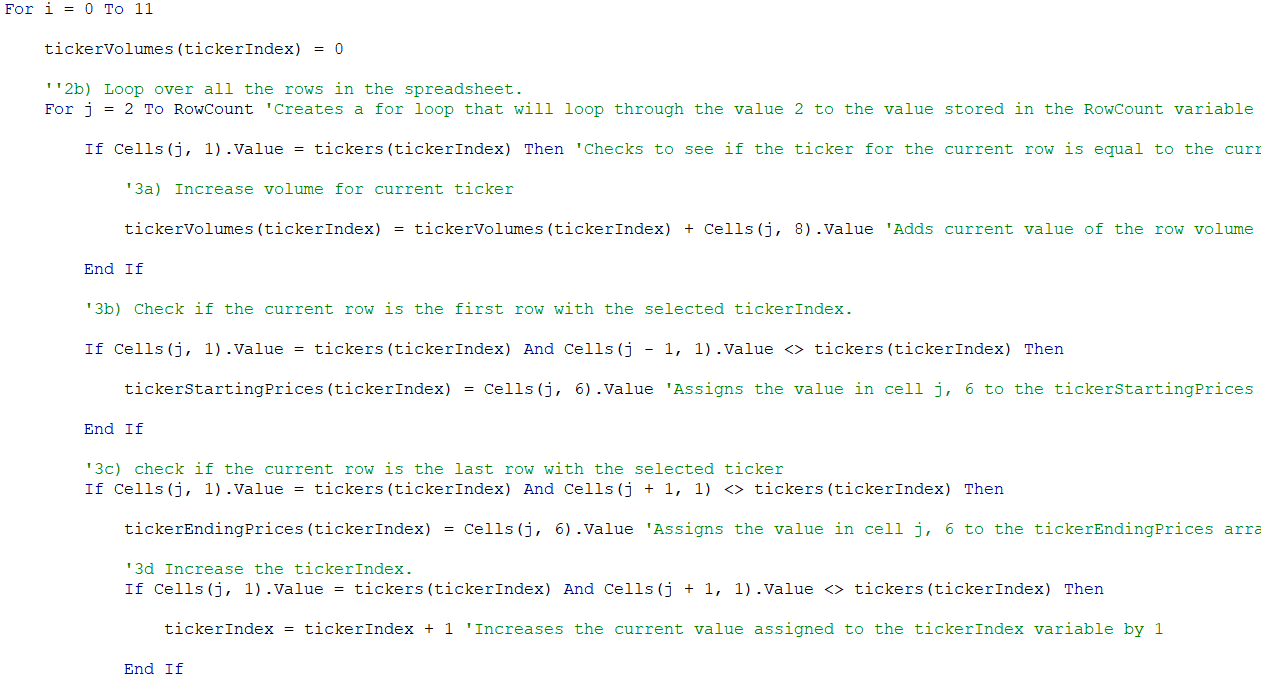 For i = 0 To 11
tickerVolumes(tickerIndex) = 0
''2b) Loop over all the rows in the spreadsheet.
For j = 2 To RowCount 'Creates a for loop that will loop through the value 2 to the value stored in the RowCount variable
If Cells(j, 1).Value = tickers(tickerIndex) Then 'Checks to see if the ticker for the current row is equal to the curr
'3a) Increase volume for current ticker
tickerVolumes(tickerIndex) = tickerVolumes(tickerIndex) + Cells(j, 8).Value 'Adds current value of the row volume
End If
'3b) Check if the current row is the first row with the selected tickerIndex.
If Cells(j, 1).Value = tickers(tickerIndex) And Cells(j - 1, 1).Value <> tickers(tickerIndex) Then
tickerStartingPrices(tickerIndex) = Cells(j, 6).Value 'Assigns the value in cell j, 6 to the tickerStartingPrices
End If
'3c) check if the current row is the last row with the selected ticker
If Cells(j, 1).Value = tickers(tickerIndex) And Cells(j + 1, 1) <> tickers(tickerIndex) Then
tickerEndingPrices(tickerIndex) = Cells(j, 6).Value 'Assigns the value in cell j, 6 to the tickerEndingPrices arra
'3d Increase the tickerIndex.
If Cells(j, 1).Value = tickers(tickerIndex) And Cells(j + 1, 1).Value <> tickers(tickerIndex) Then
tickerIndex = tickerIndex + 1 'Increases the current value assigned to the tickerIndex variable by 1
End If